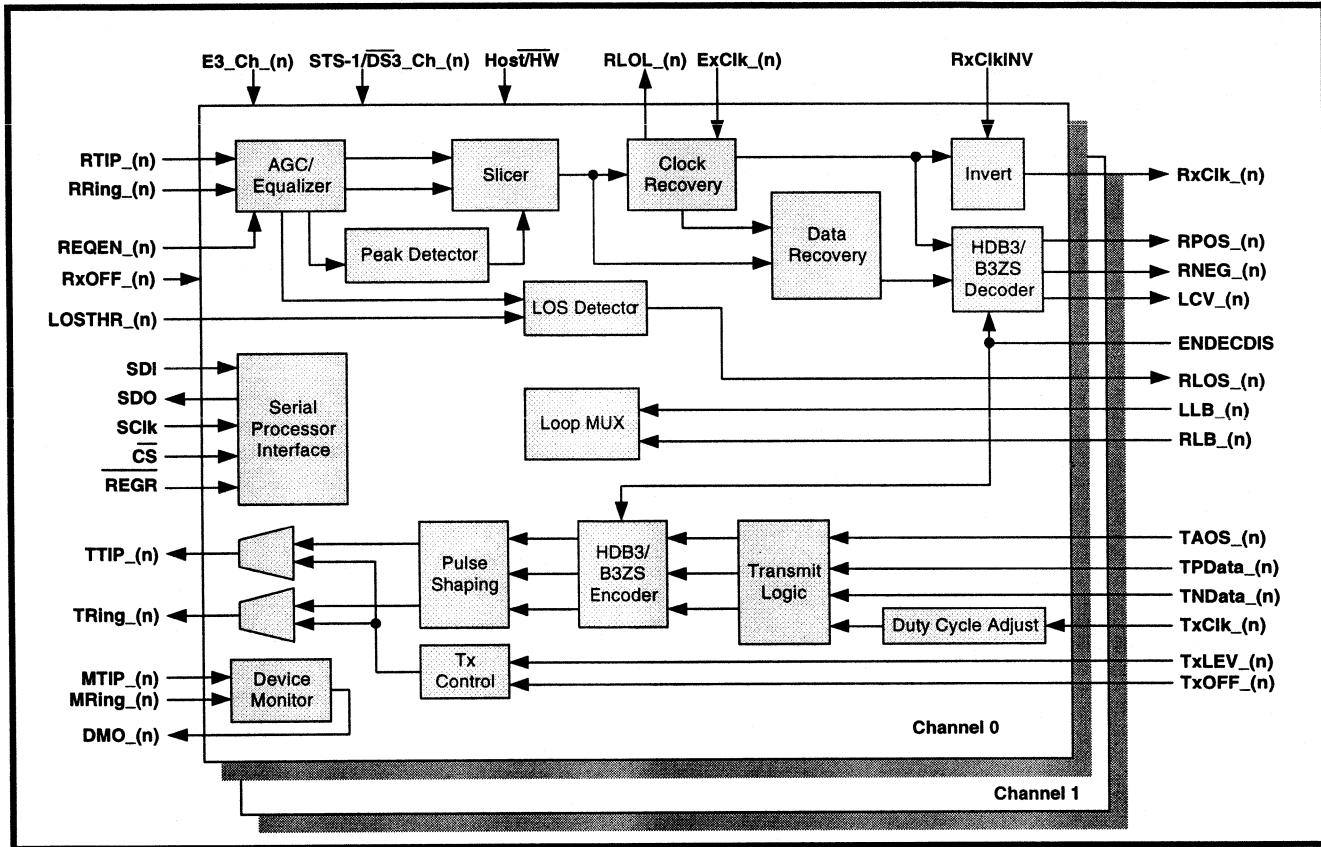 E3_Ch_(n)
STS-1/DS3_Ch_(n)
Host/HW
RLOL_(n)
ExClk_(n)
RxClkINV
RTIP_(n)
RRing_(n)
REQEN_(n)
RxOFF_(n)
LOSTHR_(n)
SDI
SDO
SClk
CS
REGR
TTIP_(n)
TRing_(n)
MTIP_(n)
MRing_(n)
DMO_(n)
AGC/
Equalizer
Slicer
Peak Detector
LOS Detector
Clock
Recovery
Data
Recovery
Invert
HDB3/
B3ZS
Decoder
Serial
Processor
Interface
Loop MUX
Pulse
Shaping
HDB3/
B3ZS
Encoder
Transmit
Logic
Duty Cycle Adjust
Tx
Control
Device
Monitor
RxClk_(n)
RPOS_(n)
RNEG_(n)
LCV_(n)
ENDECDIS
RLOS_(n)
LLB_(n)
RLB_(n)
TAOS_(n)
TPData_(n)
TNData_(n)
TxClk_(n)
TxLEV_(n)
TxOFF_(n)
Channel 0
Channel 1